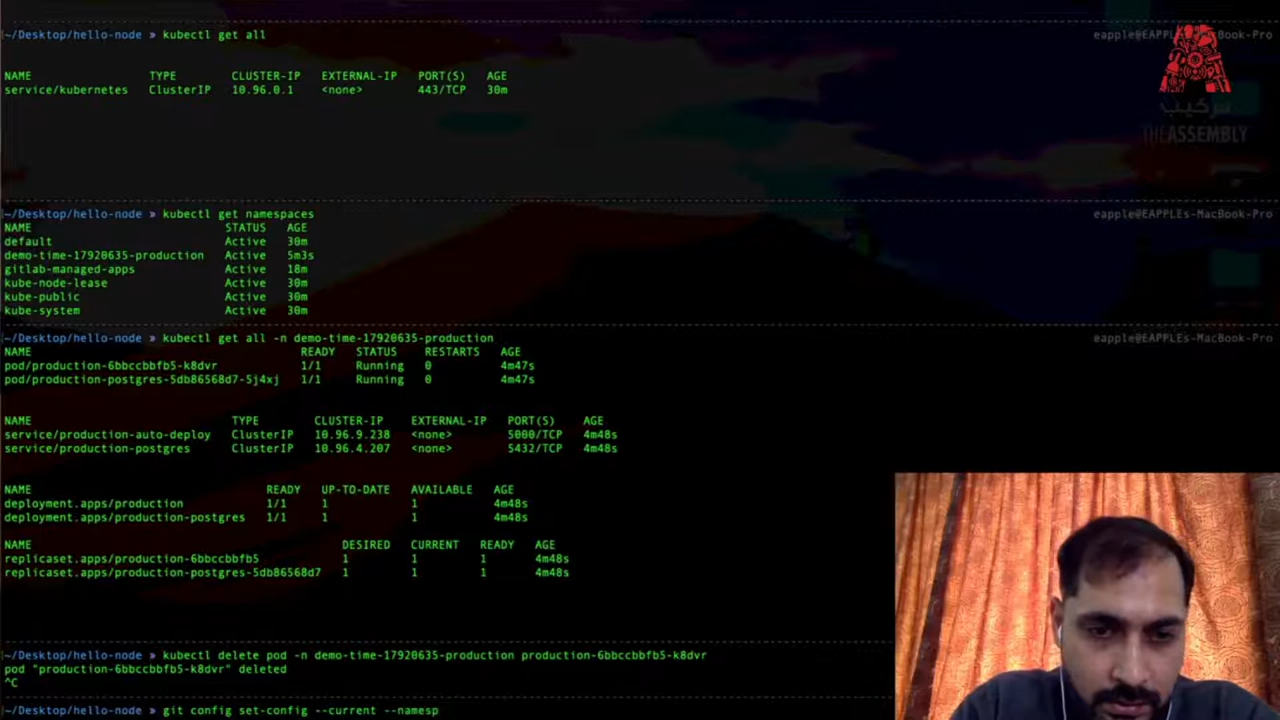 ~/Desktop/hello-node » kubectl get all eapple@EAPPLEs-MacBook-Pro
NAME TYPE CLUSTER-IP EXTERNAL-IP PORT(S) AGE
service/kubernetes ClusterIP 10.96.0.1 <none> 443/TCP 30m
تركيب
THEASSEMBLY
~/Desktop/hello-node » kubectl get namespaces eapple@EAPPLEs-MacBook-Pro
NAME STATUS AGE
default Active 30m
demo-time-17920635-production Active 5m3s
gitlab-managed-apps Active 18m
kube-node-lease Active 30m
kube-public Active 30m
kube-system Active 30m
~/Desktop/hello-node » kubectl get all -n demo-time-17920635-production eapple@EAPPLEs-MacBook-Pro
NAME READY STATUS RESTARTS AGE
pod/production-6bbccbbfb5-k8dvr 1/1 Running 0 4m47s
pod/production-postgres-5db86568d7-5j4xj 1/1 Running 0 4m47s
NAME TYPE CLUSTER-IP EXTERNAL-IP PORT(S) AGE
service/production-auto-deploy ClusterIP 10.96.9.238 <none> 5000/TCP 4m48s
service/production-postgres ClusterIP 10.96.4.207 <none> 5432/TCP 4m48s
NAME READY UP-TO-DATE AVAILABLE AGE
deployment.apps/production 1/1 1 1 4m48s
deployment.apps/production-postgres 1/1 1 1 4m48s
NAME DESIRED CURRENT READY AGE
replicaset.apps/production-6bbccbbfb5 1 1 1 4m48s
replicaset.apps/production-postgres-5db86568d7 1 1 1 4m48s
~/Desktop/hello-node » kubectl delete pod -n demo-time-17920635-production production-6bbccbbfb5-k8dvr
pod "production-6bbccbbfb5-k8dvr" deleted
^C
~/Desktop/hello-node » git config set-config --current --namesp